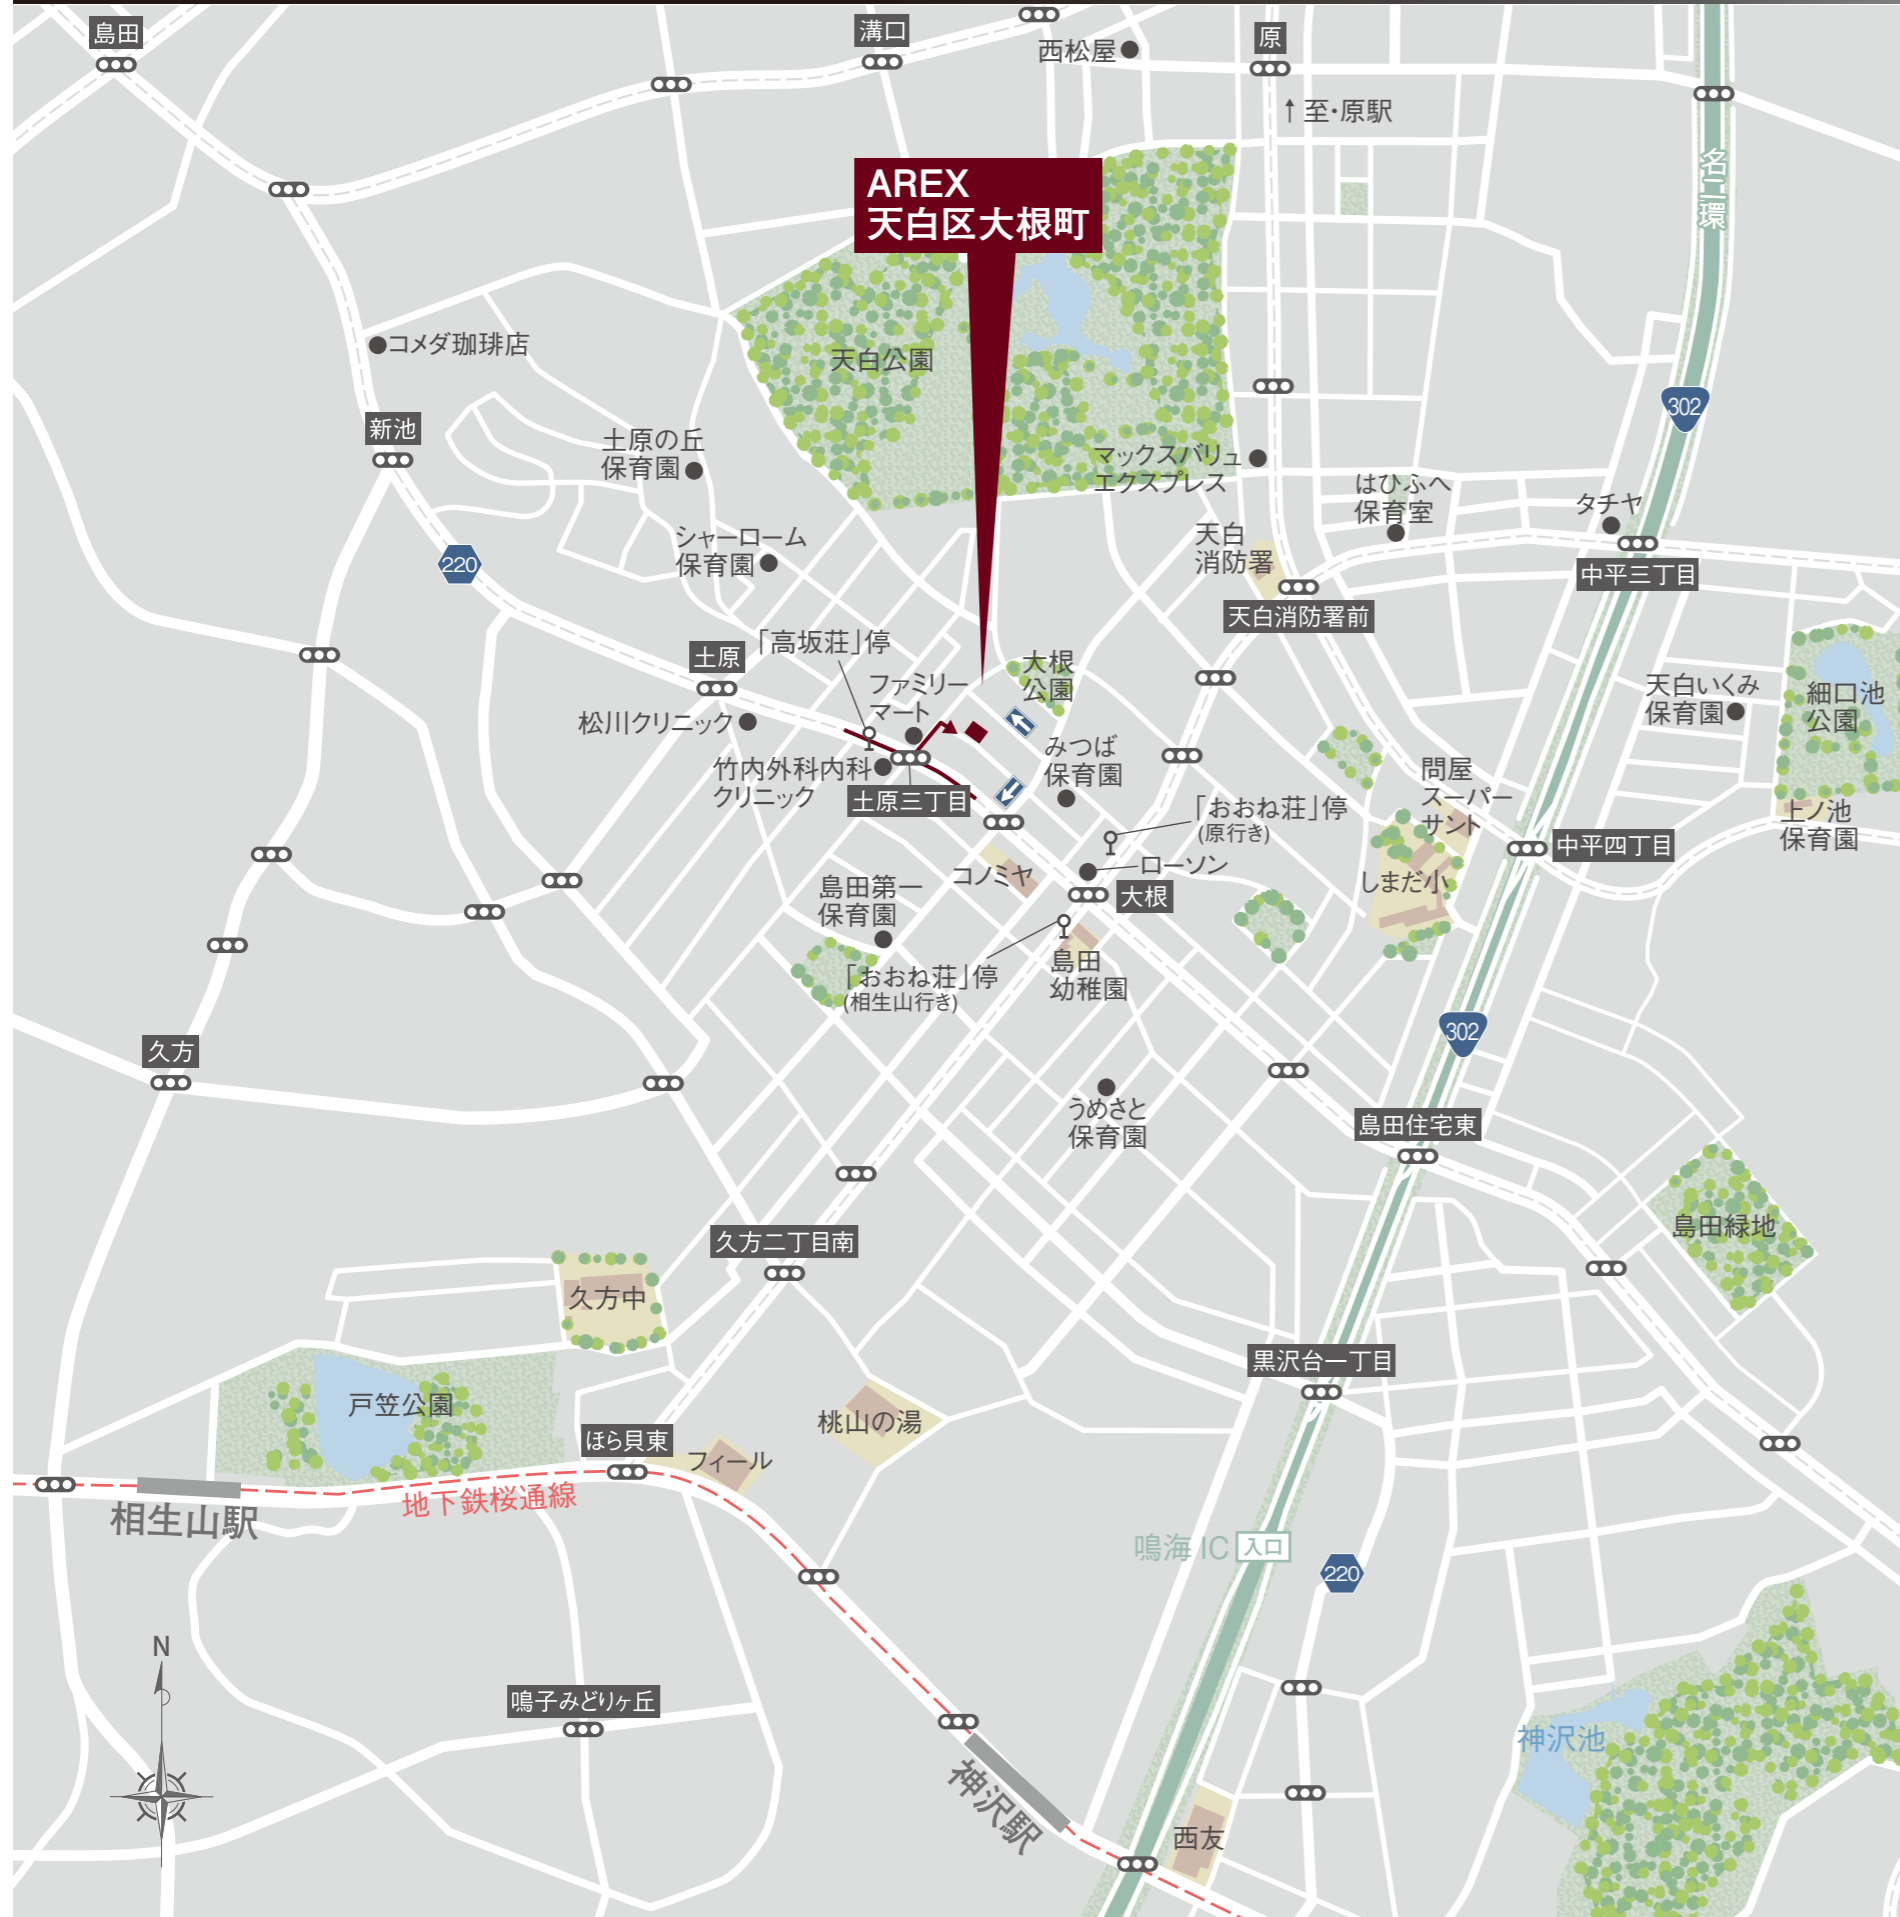 島田
溝口
西松屋
原
↑至・原駅
名二環
AREX
天白区大根町
コメダ珈琲店
天白公園
302
新池
土原の丘
保育園
マックスバリュ
エクスプレス
はひふへ
保育室
タチヤ
シャーローム
保育園
天白
消防署
220
中平三丁目
天白消防署前
「高坂荘」停
土原
大根
公園
ファミリー
マート
天白いくみ
保育園
細口池
公園
松川クリニック
みつば
保育園
竹内外科内科
クリニック
土原三丁目
問屋
スーパー
サント
「おおね荘」停
(原行き)
上ノ池
保育園
中平四丁目
ローソン
コノミヤ
しまだ小
大根
島田第一
保育園
島田
幼稚園
「おおね荘」停
(相生山行き)
302
久方
うめさと
保育園
島田住宅東
島田緑地
久方二丁目南
久方中
黒沢台一丁目
戸笠公園
桃山の湯
ほら貝東
フィール
地下鉄桜通線
相生山駅
鳴海 IC 入口
220
N
鳴子みどりヶ丘
神沢池
神沢駅
西友